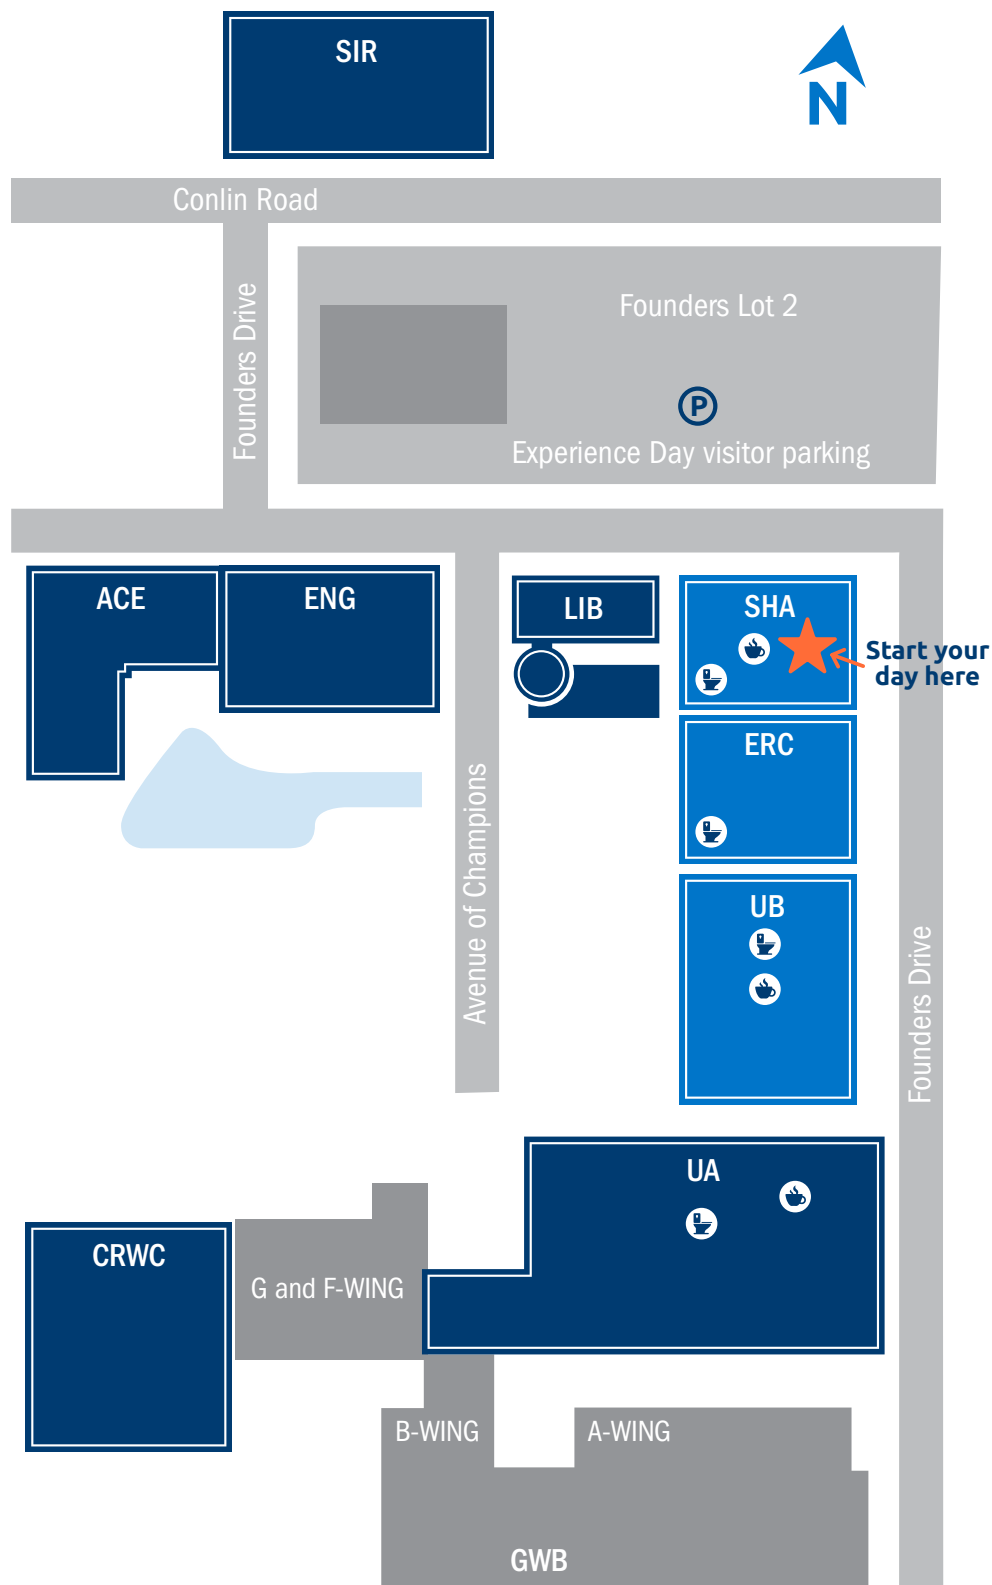 SIR
N
Conlin Road
Founders Drive
Founders Lot 2
P
Experience Day visitor parking
ACE
ENG
LIB
SHA
Start your
day here
ERC
Avenue of Champions
UB
Founders Drive
UA
CRWC
G and F-WING
B-WING
A-WING
GWB